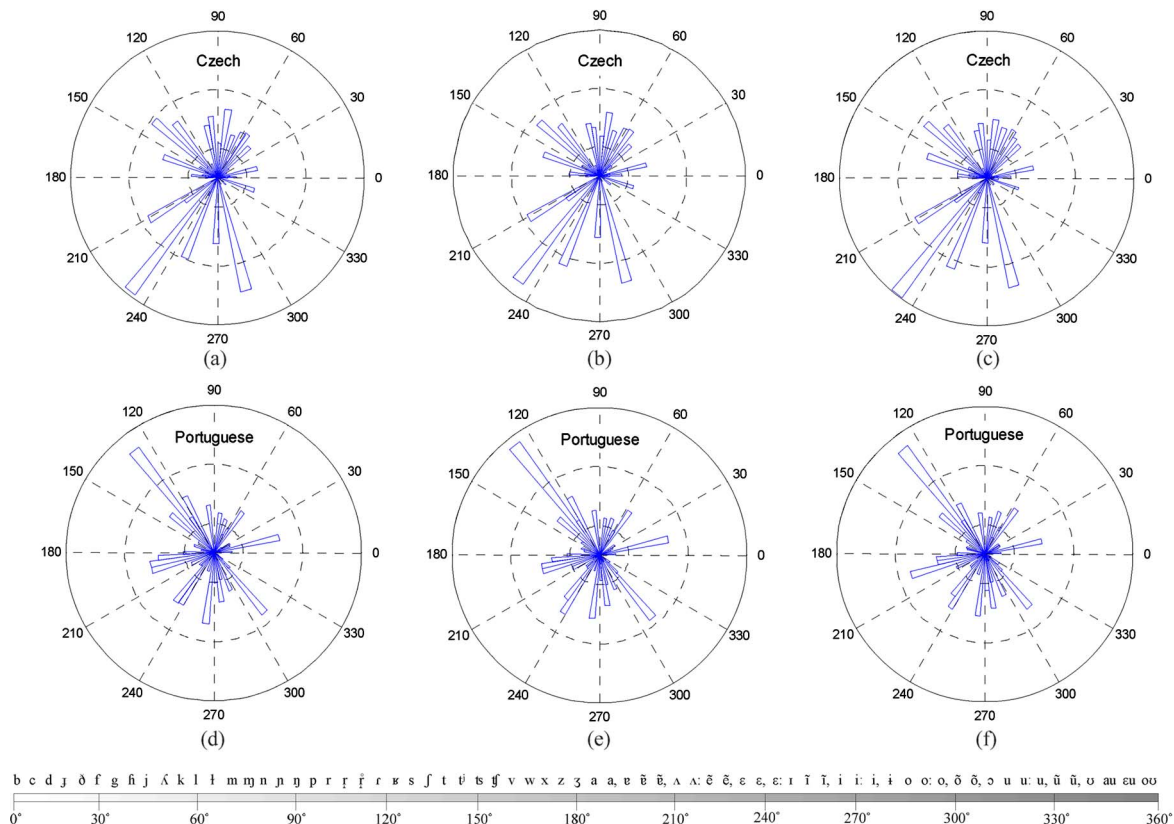 90 90 90
120 60 120 60 120 60
Czech Czech Czech
150 30 150 30 150 30
180 0 180 0 180 0
210 330 210 330 210 330
240 300 240 300 240 300
270 270 270
(a) (b) (c)
90 90 90
120 60 120 60 120 60
Portuguese Portuguese Portuguese
150 30 150 30 150 30
180 0 180 0 180 0
210 330 210 330 210 330
240 300 240 300 240 300
270 270 270
(d) (e) (f)
b c d ɟ ð f g ɦ j ʎ k l ɫ m ɱ n ɲ ŋ p r ɾ ʁ s ʃ t ts tʃ v w x z ʒ a a, ɐ ɐ̃ ɐ̃, ʌ ʌ: ẽ ẽ, ɛ ɛ, ɛ: ɪ ĩ ĩ, i i: i, ɨ o o: o, õ õ, ɔ u u: u, ũ ũ, ʊ au ɛu oʊ
0° 30° 60° 90° 120° 150° 180° 210° 240° 270° 300° 330° 360°